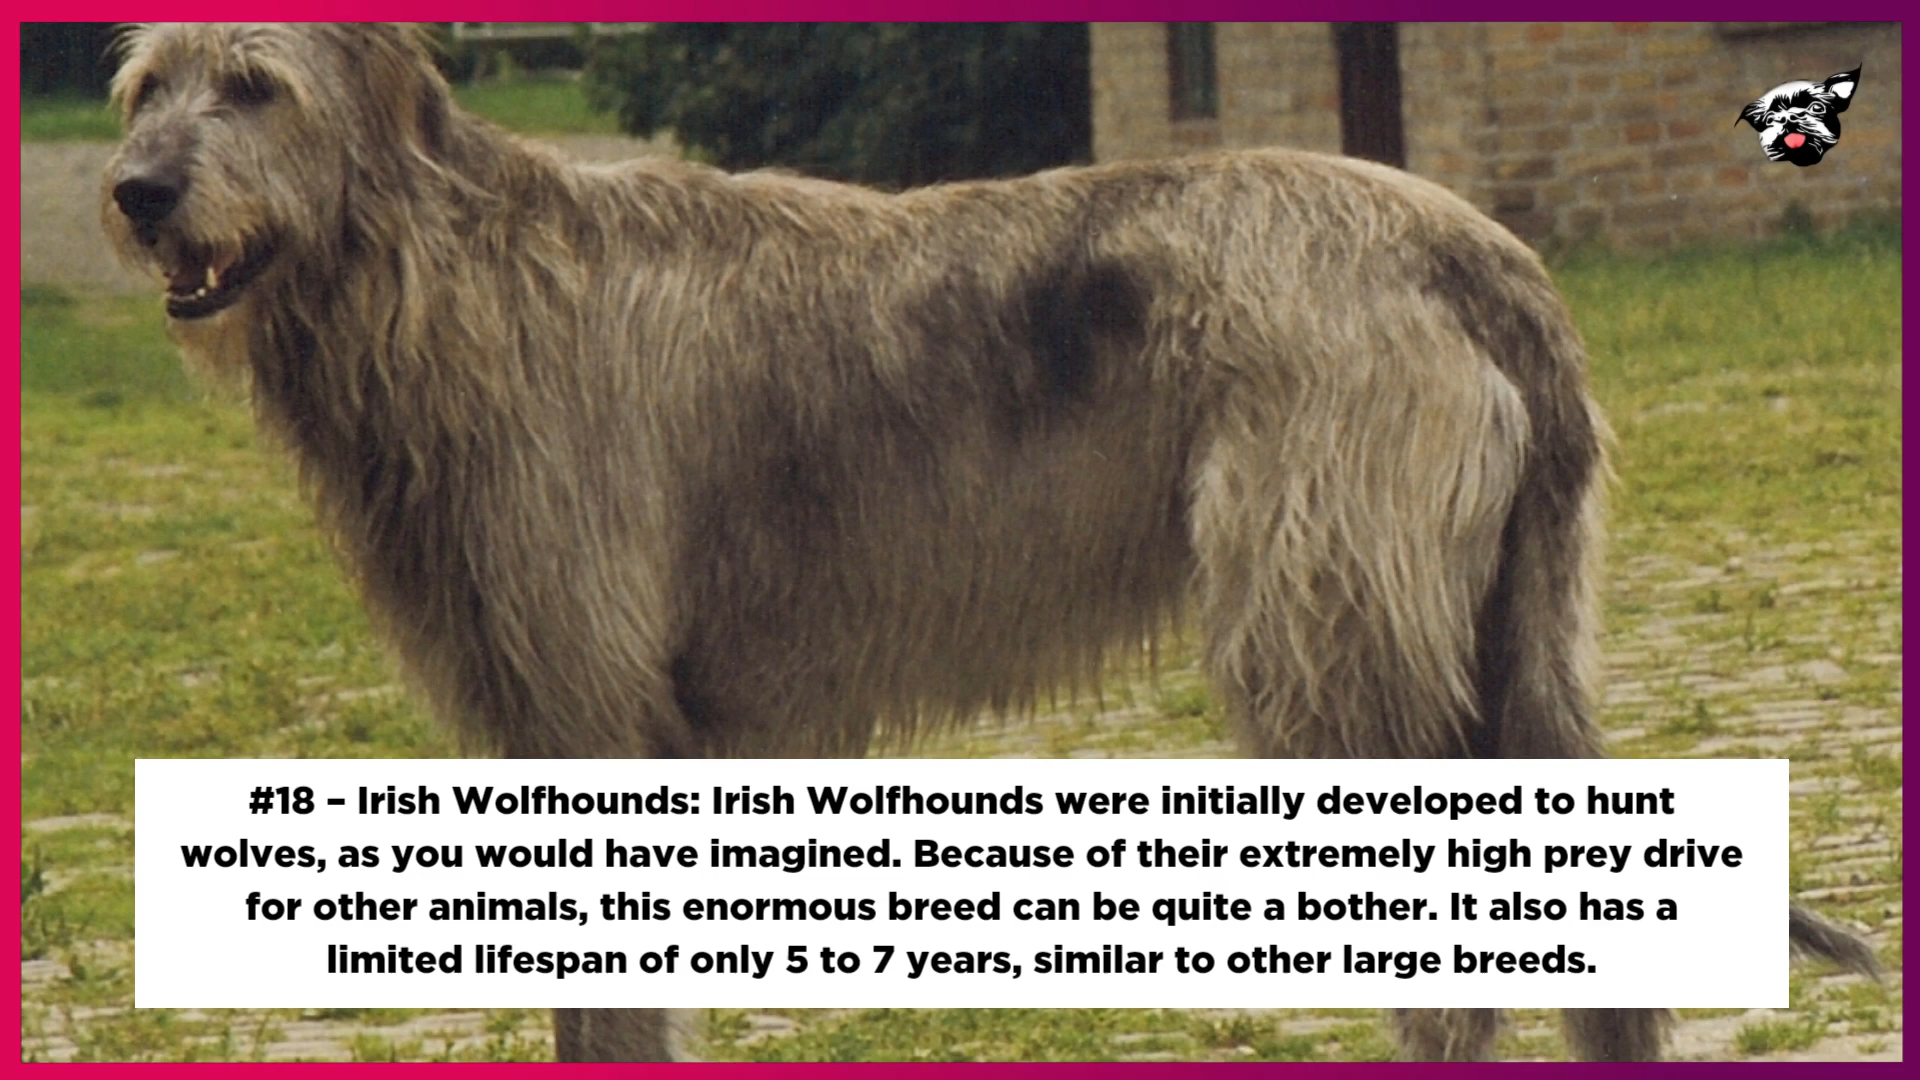 #18 – Irish Wolfhounds: Irish Wolfhounds were initially developed to hunt
wolves, as you would have imagined. Because of their extremely high prey drive
for other animals, this enormous breed can be quite a bother. It also has a
limited lifespan of only 5 to 7 years, similar to other large breeds.